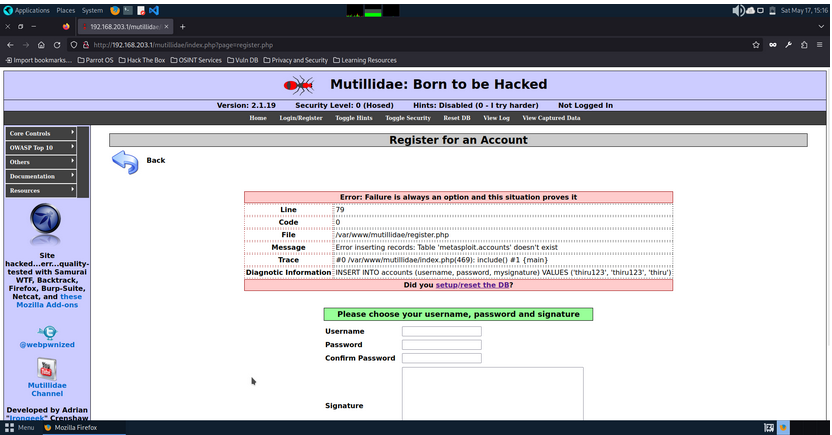 Applications Places System Sat May 17, 15:16
192.168.203.1/mutillidae/
http://192.168.203.1/mutillidae/index.php?page=register.php
Import bookmarks... Parrot OS Hack The Box OSINT Services Vuln DB Privacy and Security Learning Resources
Mutillidae: Born to be Hacked
Version: 2.1.19 Security Level: 0 (Hosed) Hints: Disabled (0 - I try harder) Not Logged In
Home Login/Register Toggle Hints Toggle Security Reset DB View Log View Captured Data
Core Controls
OWASP Top 10
Others
Documentation
Resources
Site
hacked...err...quality-
tested with Samurai
WTF, Backtrack,
Firefox, Burp-Suite,
Netcat, and these
Mozilla Add-ons
@webpwnized
Mutillidae
Channel
Developed by Adrian
"Irongeek" Crenshaw
Register for an Account
Back
Error: Failure is always an option and this situation proves it
Line 79
Code 0
File /var/www/mutillidae/register.php
Message Error inserting records: Table 'metasploit.accounts' doesn't exist
Trace #0 /var/www/mutillidae/index.php(469): include() #1 {main}
Diagnotic Information INSERT INTO accounts (username, password, mysignature) VALUES ('thiru123', 'thiru123', 'thiru')
Did you setup/reset the DB?
Please choose your username, password and signature
Username
Password
Confirm Password
Signature
Menu Mozilla Firefox